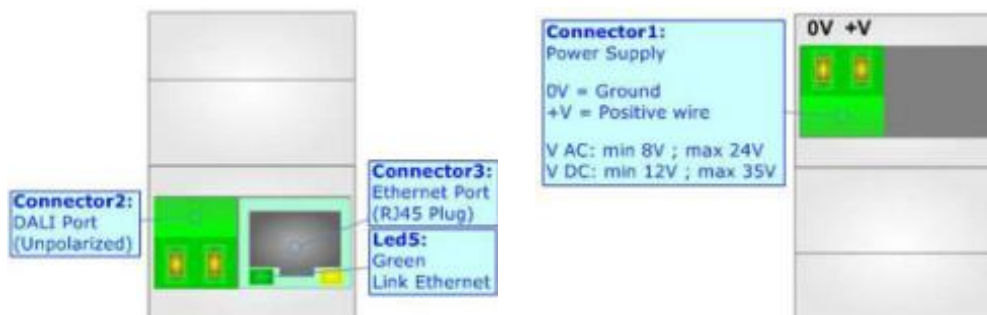 Connector2:
DALI Port
(Unpolarized)
Connector3:
Ethernet Port
(RJ45 Plug)
Led5:
Green
Link Ethernet
Connector1:
Power Supply
0V = Ground
+V = Positive wire
V AC: min 8V ; max 24V
V DC: min 12V ; max 35V
0V +V